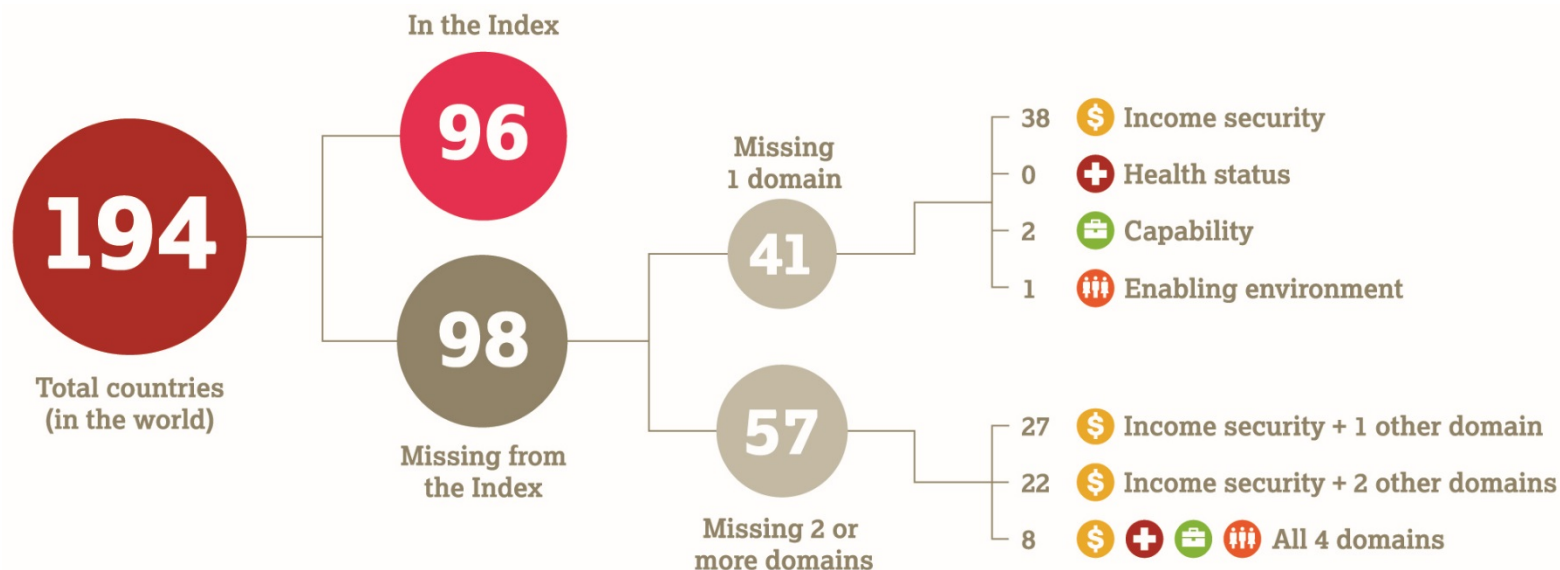 194
Total countries
(in the world)
In the Index
96
98
Missing from
the Index
Missing
1 domain
41
38 $ Income security
0 Health status
2 Capability
1 Enabling environment
57
Missing 2 or
more domains
27 $ Income security + 1 other domain
22 $ Income security + 2 other domains
8 $ All 4 domains